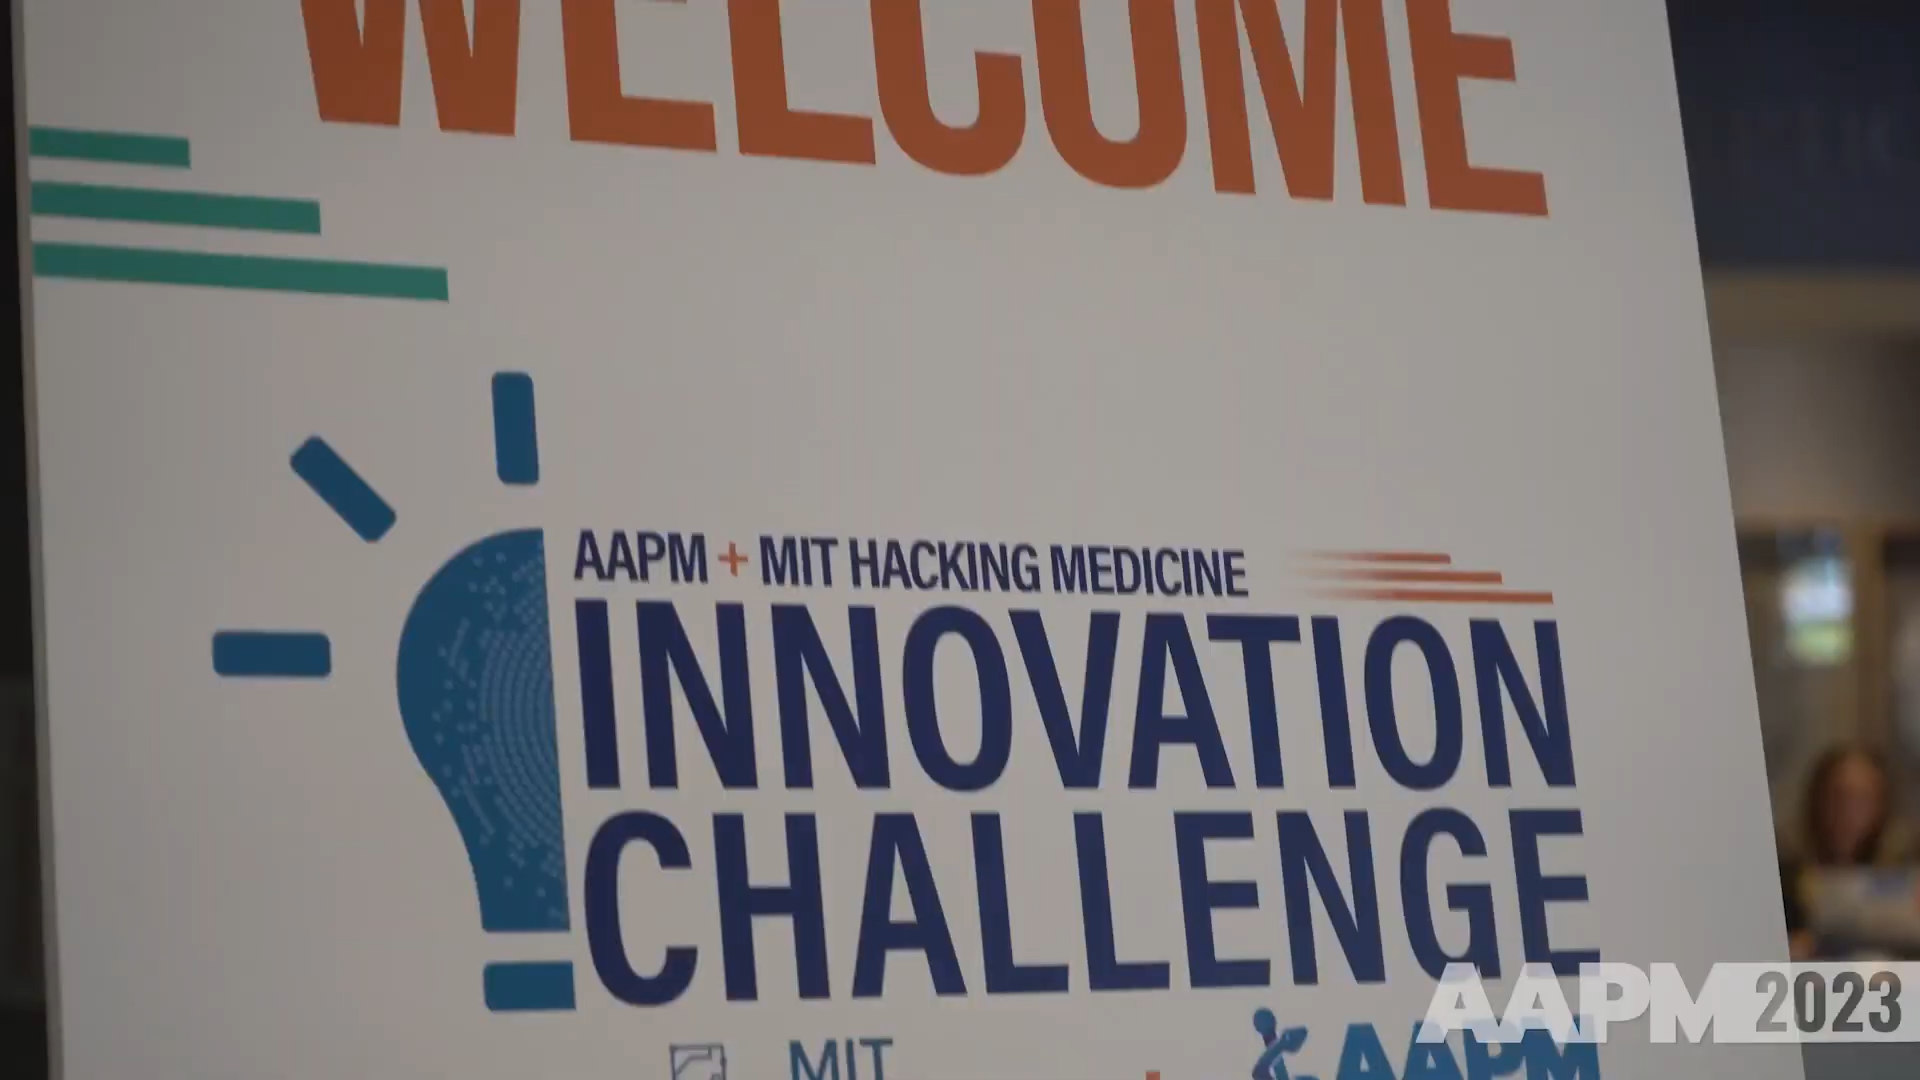 WELCOME
AAPM + MIT HACKING MEDICINE
INNOVATION
CHALLENGE
MIT
AAPM
AAPM 2023